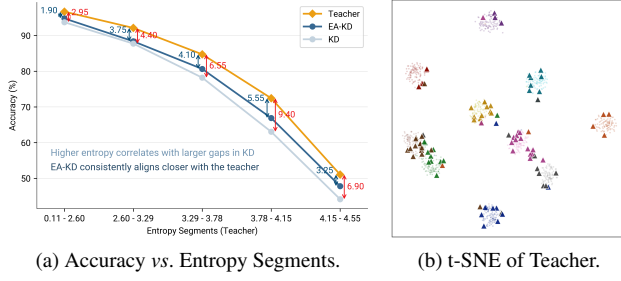 Accuracy (%)
90
80
70
60
50
1.90
2.95
3.75
4.40
4.10
6.55
5.55
9.40
3.25
6.90
Teacher
EA-KD
KD
Higher entropy correlates with larger gaps in KD
EA-KD consistently aligns closer with the teacher
0.11 - 2.60
2.60 - 3.29
3.29 - 3.78
3.78 - 4.15
4.15 - 4.55
Entropy Segments (Teacher)
(a) Accuracy vs. Entropy Segments.
(b) t-SNE of Teacher.